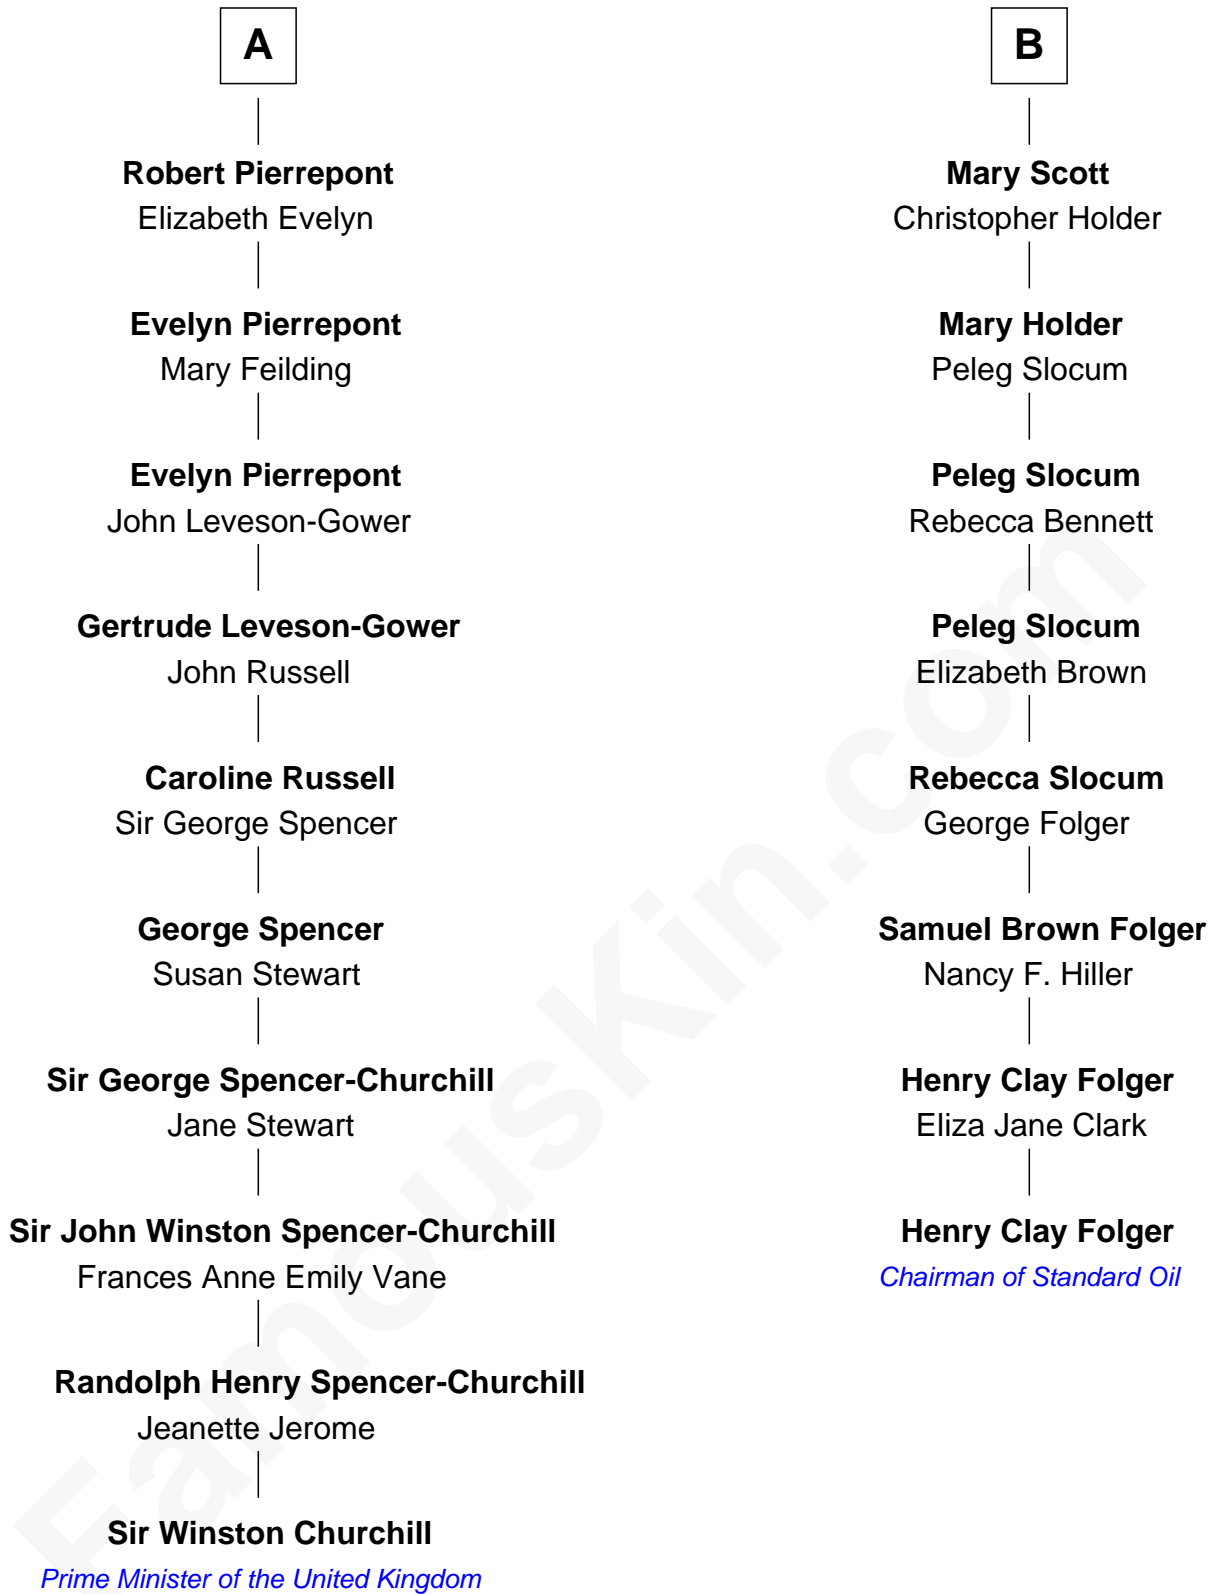 A
Robert Pierrepont
Elizabeth Evelyn
Evelyn Pierrepont
Mary Feilding
Evelyn Pierrepont
John Leveson-Gower
Gertrude Leveson-Gower
John Russell
Caroline Russell
Sir George Spencer
George Spencer
Susan Stewart
Sir George Spencer-Churchill
Jane Stewart
Sir John Winston Spencer-Churchill
Frances Anne Emily Vane
Randolph Henry Spencer-Churchill
Jeanette Jerome
Sir Winston Churchill
Prime Minister of the United Kingdom
B
Mary Scott
Christopher Holder
Mary Holder
Peleg Slocum
Peleg Slocum
Rebecca Bennett
Peleg Slocum
Elizabeth Brown
Rebecca Slocum
George Folger
Samuel Brown Folger
Nancy F. Hiller
Henry Clay Folger
Eliza Jane Clark
Henry Clay Folger
Chairman of Standard Oil
FamousKin.com